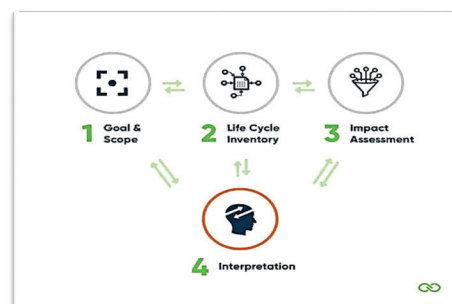 1 Goal &
Scope
2 Life Cycle
Inventory
3 Impact
Assessment
4 Interpretation